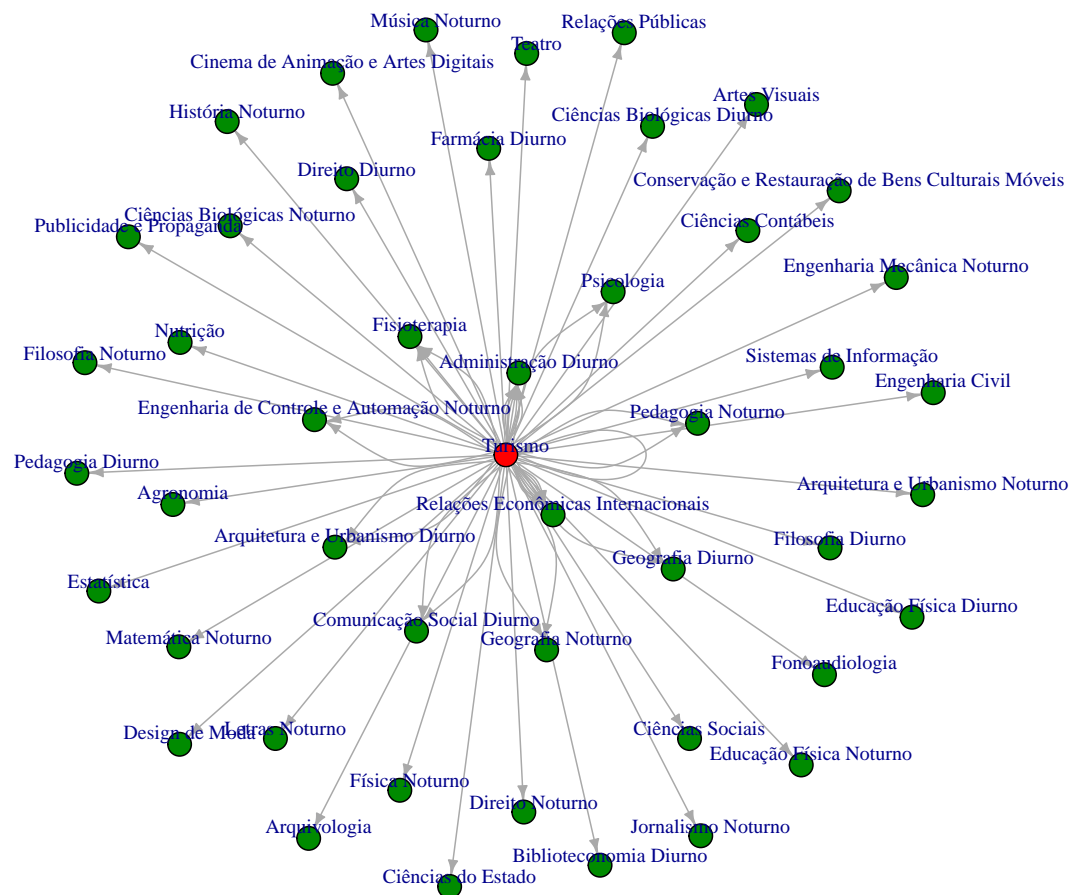 Música Noturno
Relações Públicas
Teatro
Cinema de Animação e Artes Digitais
Artes Visuais
História Noturno
Ciências Biológicas Diurno
Farmácia Diurno
Direito Diurno
Conservação e Restauração de Bens Culturais Móveis
Ciências Biológicas Noturno
Publicidade e Propaganda
Ciências Contábeis
Engenharia Mecânica Noturno
Psicologia
Fisioterapia
Nutrição
Filosofia Noturno
Administração Diurno
Sistemas de Informação
Engenharia Civil
Engenharia de Controle e Automação Noturno
Pedagogia Noturno
Turismo
Pedagogia Diurno
Arquitetura e Urbanismo Noturno
Agronomia
Relações Econômicas Internacionais
Arquitetura e Urbanismo Diurno
Filosofia Diurno
Geografia Diurno
Estatística
Educação Física Diurno
Comunicação Social Diurno
Matemática Noturno
Geografia Noturno
Fonoaudiologia
Design de Moda
Letras Noturno
Ciências Sociais
Educação Física Noturno
Física Noturno
Direito Noturno
Arquivologia
Jornalismo Noturno
Biblioteconomia Diurno
Ciências do Estado